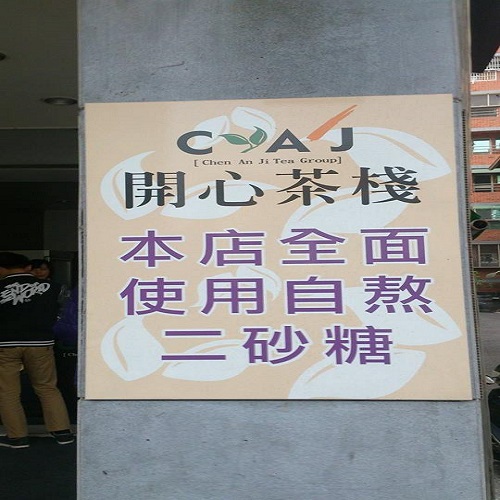 CHAJ
[ Chen An Ji Tea Group]
開心茶棧
本店全面
使用自熬
二砂糖